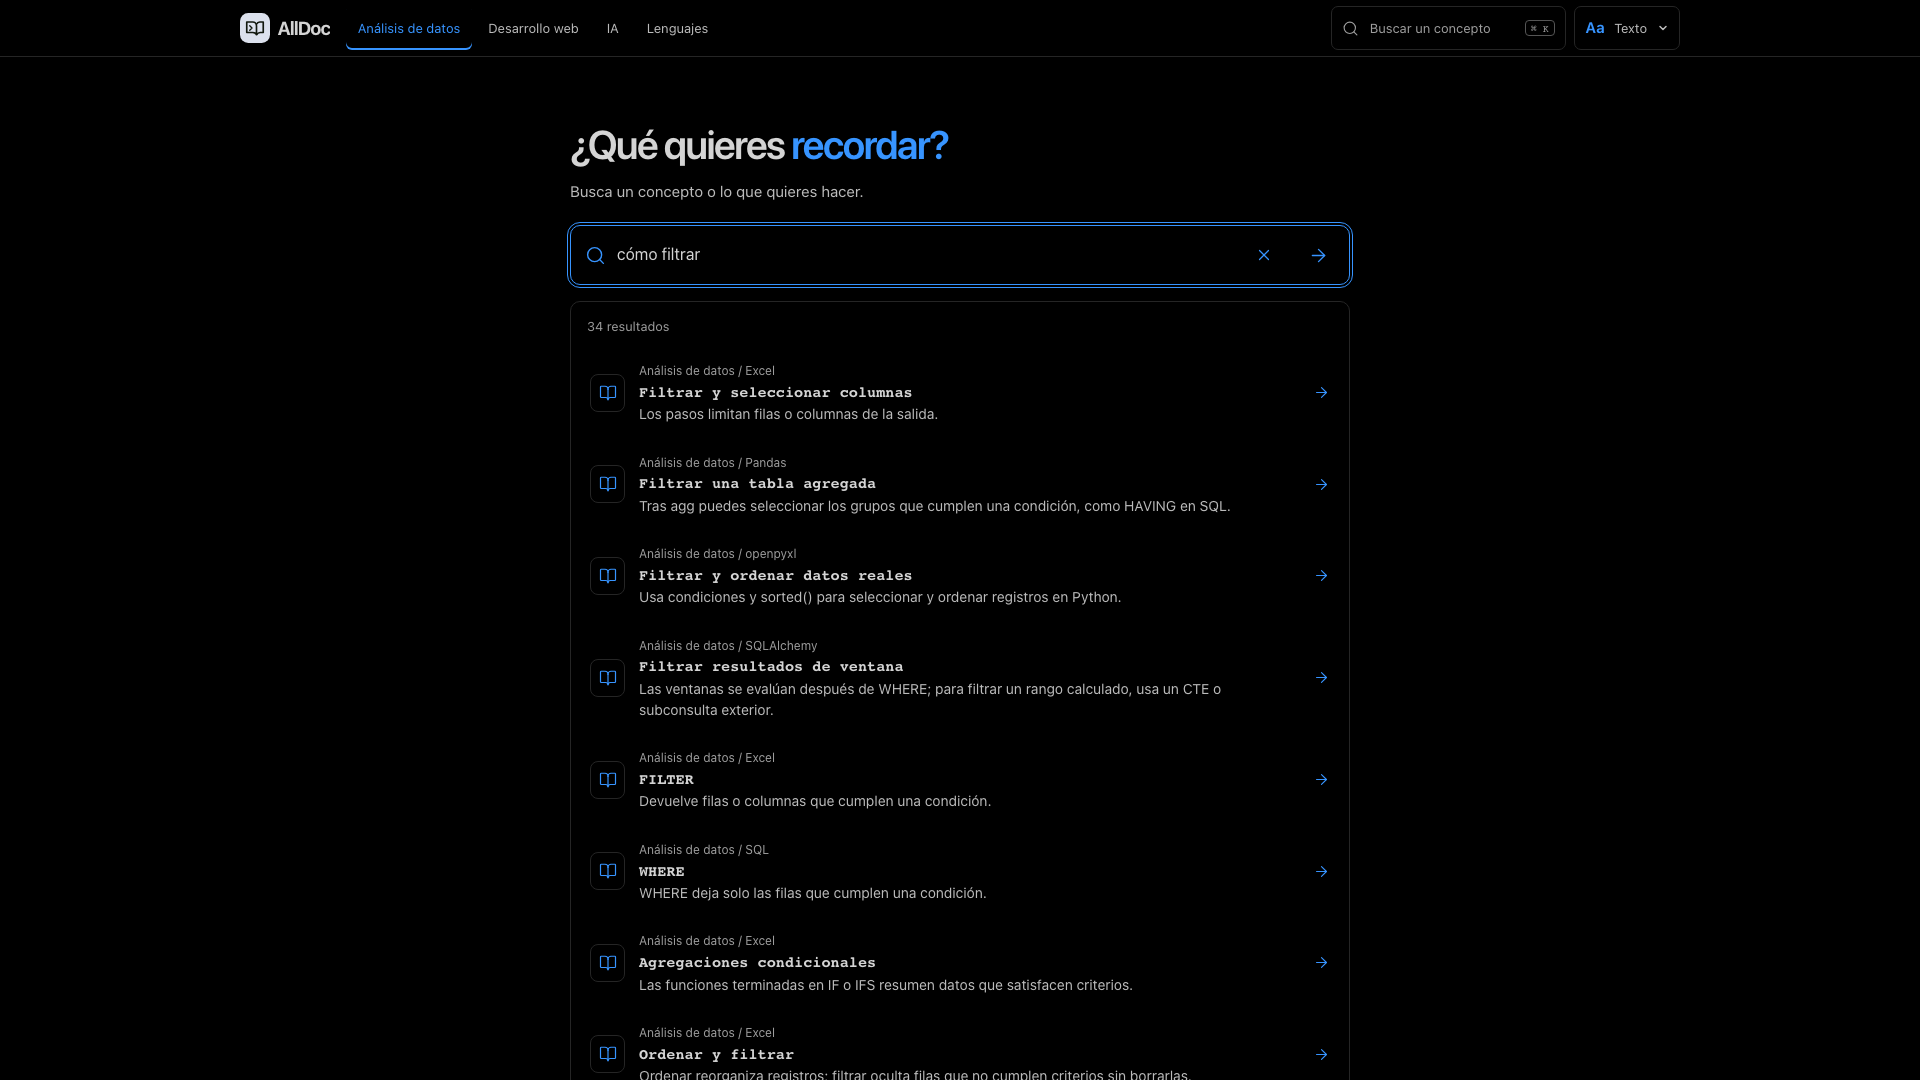 AllDoc
Análisis de datos
Desarrollo web
IA
Lenguajes
Buscar un concepto
⌘ K
Aa Texto
¿Qué quieres recordar?
Busca un concepto o lo que quieres hacer.
cómo filtrar
34 resultados
Análisis de datos / Excel
Filtrar y seleccionar columnas
Los pasos limitan filas o columnas de la salida.
Análisis de datos / Pandas
Filtrar una tabla agregada
Tras agg puedes seleccionar los grupos que cumplen una condición, como HAVING en SQL.
Análisis de datos / openpyxl
Filtrar y ordenar datos reales
Usa condiciones y sorted() para seleccionar y ordenar registros en Python.
Análisis de datos / SQLAlchemy
Filtrar resultados de ventana
Las ventanas se evalúan después de WHERE; para filtrar un rango calculado, usa un CTE o
subconsulta exterior.
Análisis de datos / Excel
FILTER
Devuelve filas o columnas que cumplen una condición.
Análisis de datos / SQL
WHERE
WHERE deja solo las filas que cumplen una condición.
Análisis de datos / Excel
Agregaciones condicionales
Las funciones terminadas en IF o IFS resumen datos que satisfacen criterios.
Análisis de datos / Excel
Ordenar y filtrar
Ordenar reorganiza registros; filtrar oculta filas que no cumplen criterios sin borrarlas.